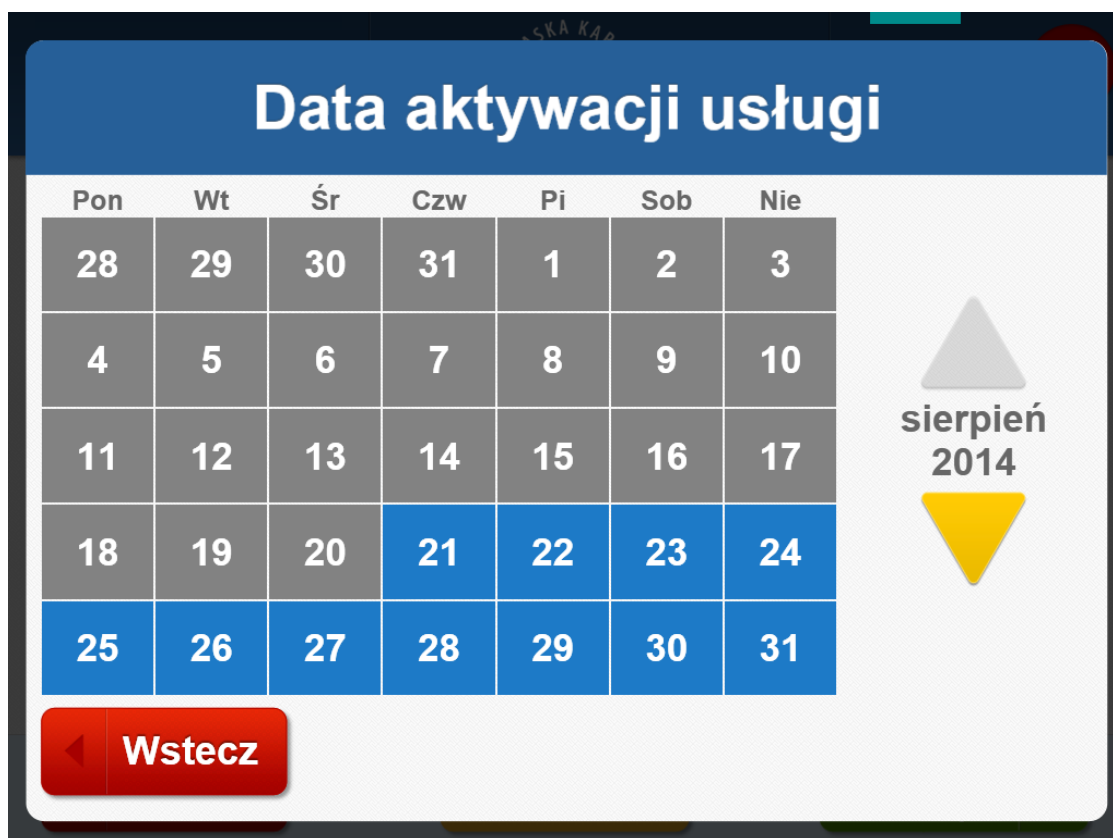 Data aktywacji usługi
Pon Wt Śr Czw Pi Sob Nie
28 29 30 31 1 2 3
4 5 6 7 8 9 10
11 12 13 14 15 16 17
18 19 20 21 22 23 24
25 26 27 28 29 30 31
sierpień
2014
Wstecz